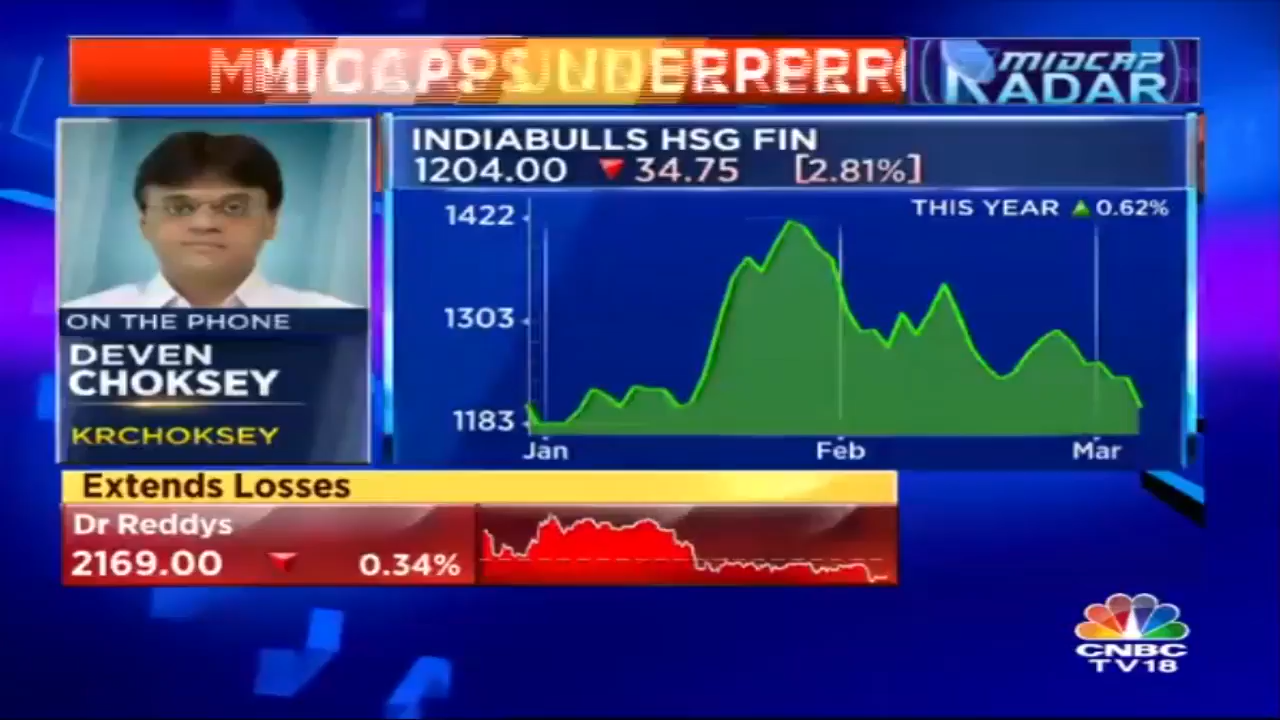 MIDCAP
RADAR
INDIABULLS HSG FIN
1204.00 ▼ 34.75 [2.81%]
THIS YEAR ▲ 0.62%
1422
1303
1183
Jan Feb Mar
ON THE PHONE
DEVEN
CHOKSEY
KRCHOKSEY
Extends Losses
Dr Reddys
2169.00 ▼ 0.34%
CNBC
TV18